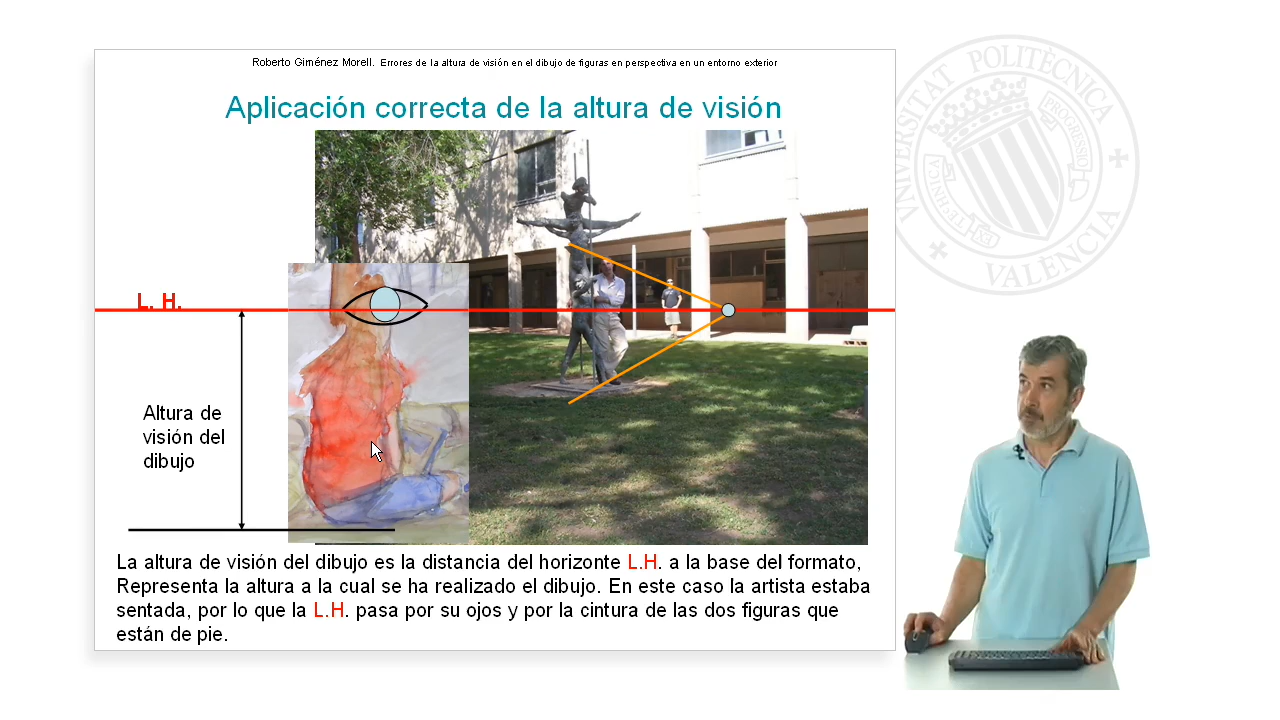 Roberto Giménez Morell. Errores de la altura de visión en el dibujo de figuras en perspectiva en un entorno exterior
Aplicación correcta de la altura de visión
L. H.
Altura de
visión del
dibujo
La altura de visión del dibujo es la distancia del horizonte L.H. a la base del formato,
Representa la altura a la cual se ha realizado el dibujo. En este caso la artista estaba
sentada, por lo que la L.H. pasa por su ojos y por la cintura de las dos figuras que
están de pie.
UNIVERSITAT POLITÈCNICA
VALÈNCIA
EX TECHNICA
PROGRESSIO